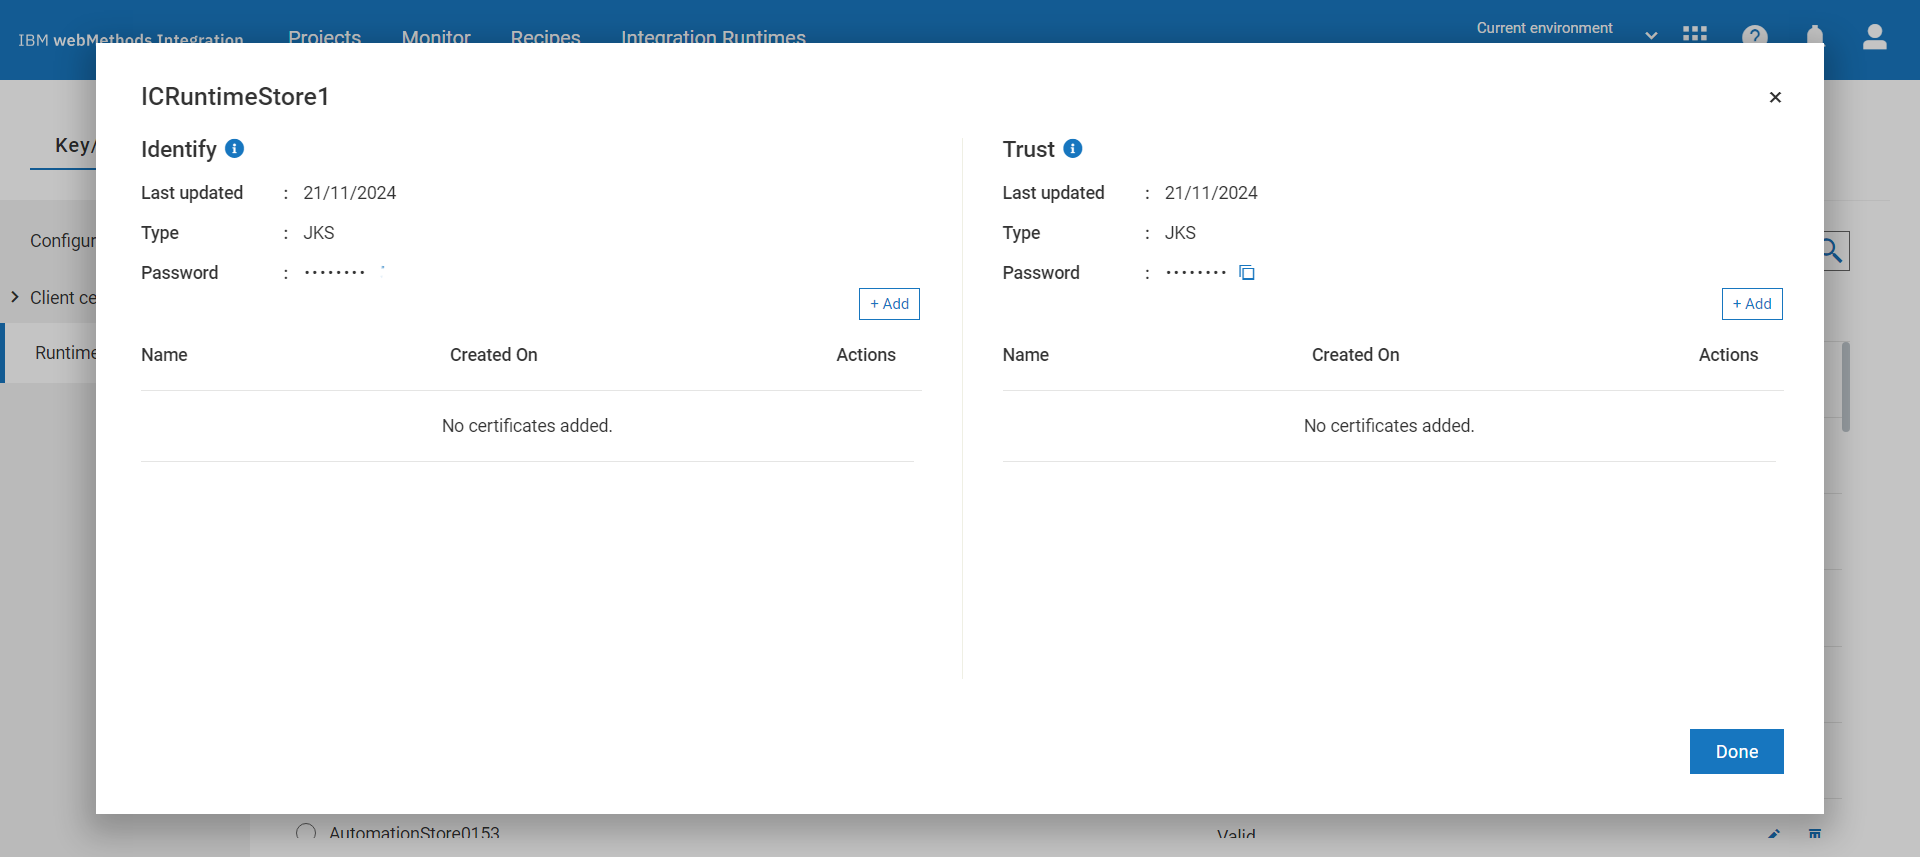 IBM webMethods Integration
Projects
Monitor
Recipes
Integration Runtimes
Current environment
Key/
Configur
Client ce
Runtime
ICRuntimeStore1
Identify
Last updated : 21/11/2024
Type : JKS
Password : ••••••••
+ Add
Name Created On Actions
No certificates added.
Trust
Last updated : 21/11/2024
Type : JKS
Password : ••••••••
+ Add
Name Created On Actions
No certificates added.
Done
AutomationStore0153
Valid